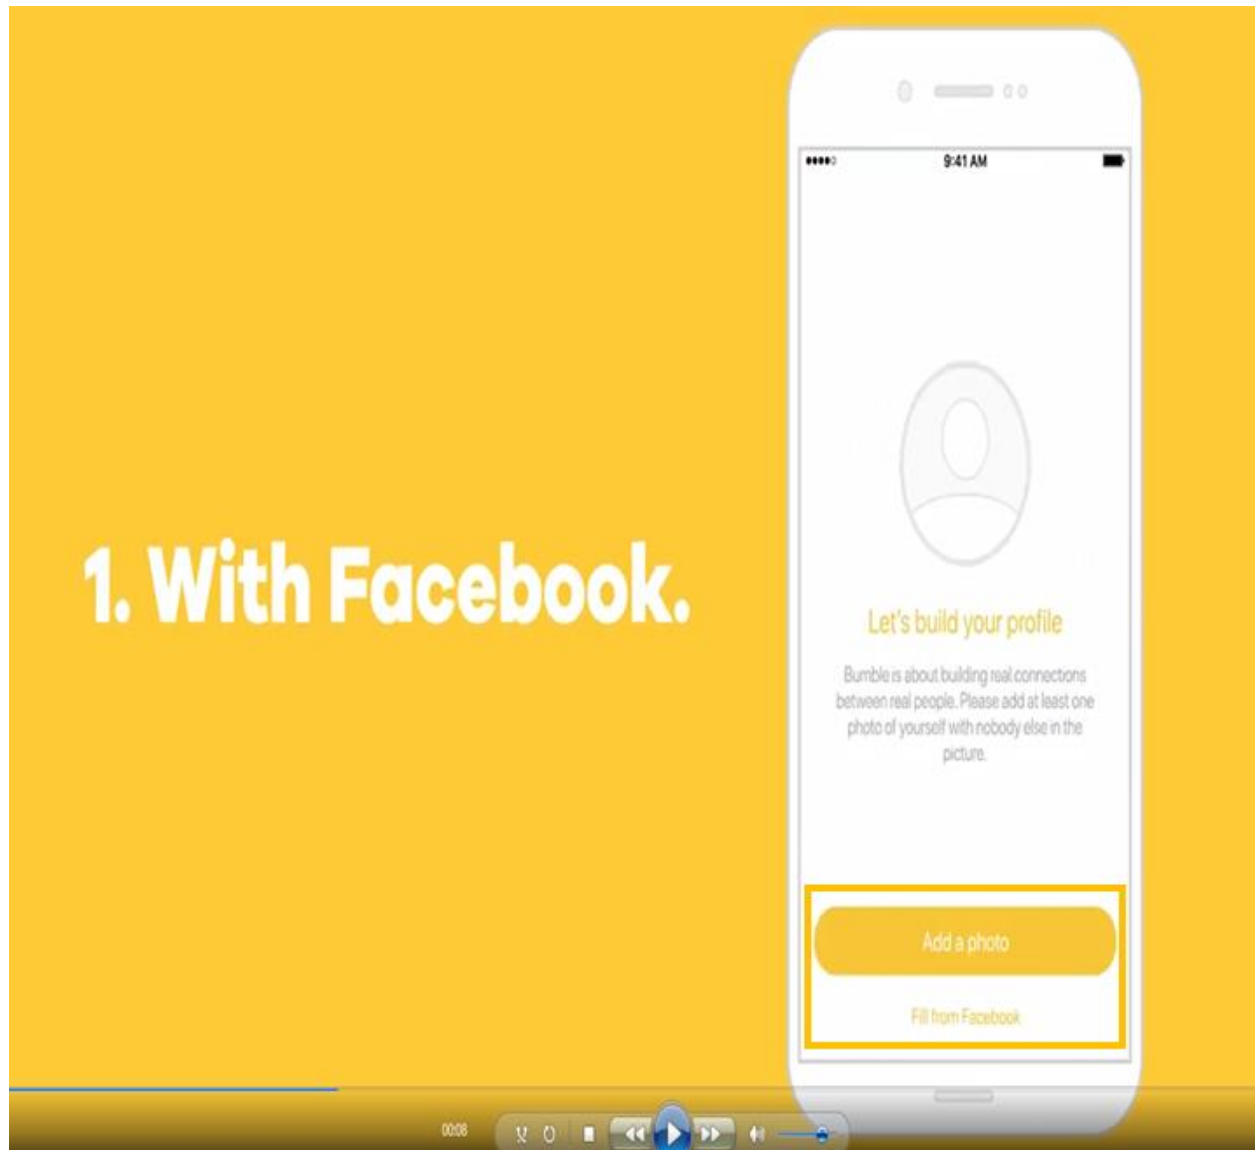 9:41 AM
1. With Facebook.
Let's build your profile
Bumble is about building real connections
between real people. Please add at least one
photo of yourself with nobody else in the
picture.
Add a photo
Fill from Facebook
00:08